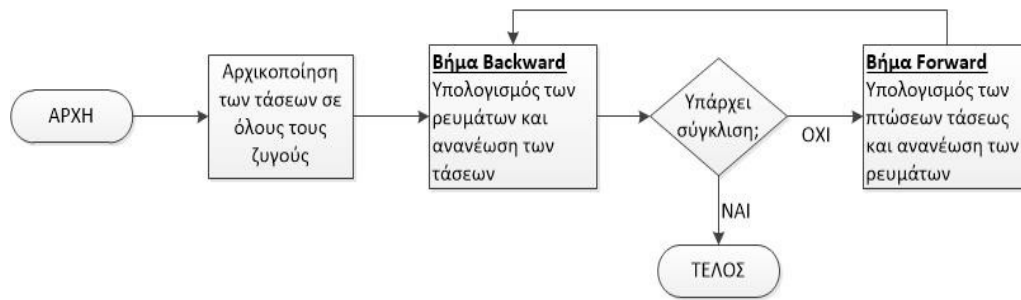 ΑΡΧΗ
Αρχικοποίηση
των τάσεων σε
όλους τους
ζυγούς
Βήμα Backward
Υπολογισμός των
ρευμάτων και
ανανέωση των
τάσεων
Υπάρχει
σύγκλιση;
ΟΧΙ
Βήμα Forward
Υπολογισμός των
πτώσεων τάσεως
και ανανέωση των
ρευμάτων
ΝΑΙ
ΤΕΛΟΣ